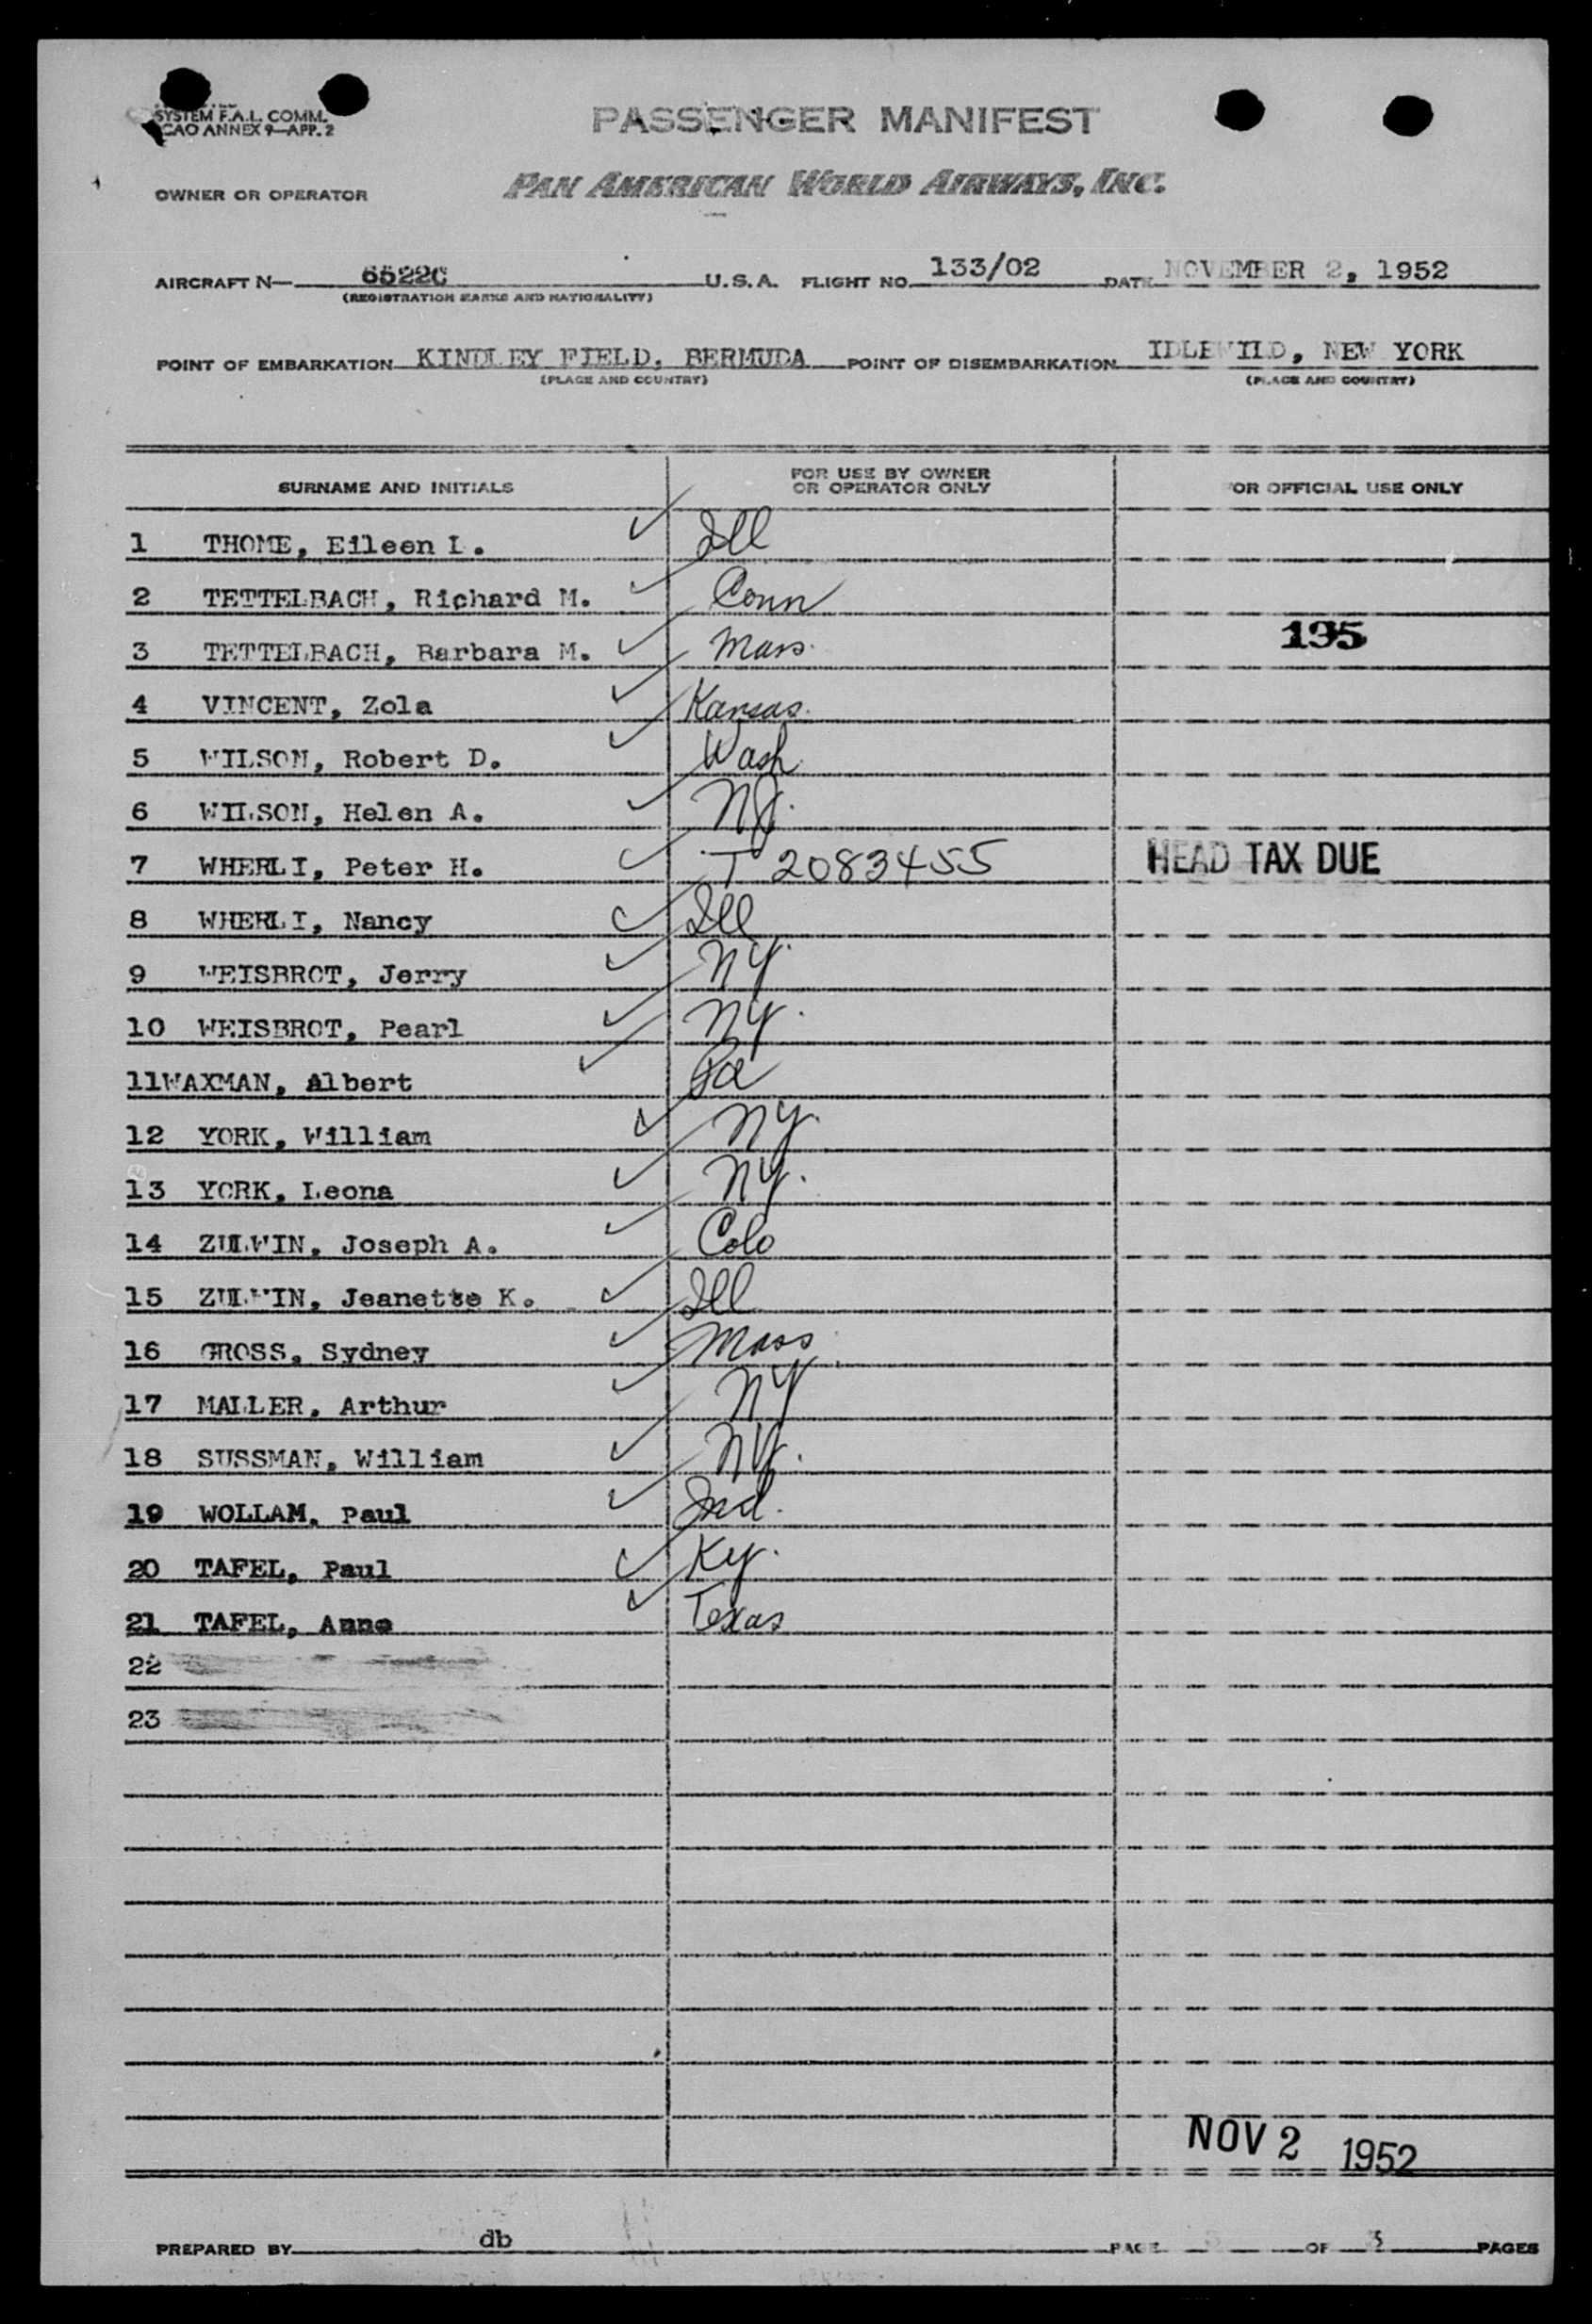 SYSTEM F.A.L. COMM.
ICAO ANNEX 9—APP. 2
PASSENGER MANIFEST
OWNER OR OPERATOR PAN AMERICAN WORLD AIRWAYS, INC.
AIRCRAFT N— 6522C U.S.A. FLIGHT NO. 133/02 DATE NOVEMBER 2, 1952
(REGISTRATION MARKS AND NATIONALITY)
POINT OF EMBARKATION KINDLEY FIELD, BERMUDA POINT OF DISEMBARKATION IDLEWILD, NEW YORK
(PLACE AND COUNTRY) (PLACE AND COUNTRY)
SURNAME AND INITIALS FOR USE BY OWNER OR OPERATOR ONLY FOR OFFICIAL USE ONLY
1 THOME, Eileen L. Ill
2 TETTELBACH, Richard M. Conn
195
3 TETTELBACH, Barbara M. Mass.
4 VINCENT, Zola Kansas.
5 WILSON, Robert D. Wash
6 WILSON, Helen A. NJ.
7 WHERLI, Peter H. T 2083455 HEAD TAX DUE
8 WHERLI, Nancy Ill
9 WEISBROT, Jerry NY.
10 WEISBROT, Pearl NY.
11WAXMAN, Albert Pa
12 YORK, William NY.
13 YORK, Leona NY.
14 ZULWIN, Joseph A. Colo
15 ZULWIN, Jeanette K. Ill
16 GROSS, Sydney Mass.
17 MALLER, Arthur NY
18 SUSSMAN, William NY.
19 WOLLAM, Paul Ind.
20 TAFEL, Paul Ky.
21 TAFEL, Anne Texas
22
23
NOV 2 1952
PREPARED BY db PAGE 3 OF 3 PAGES